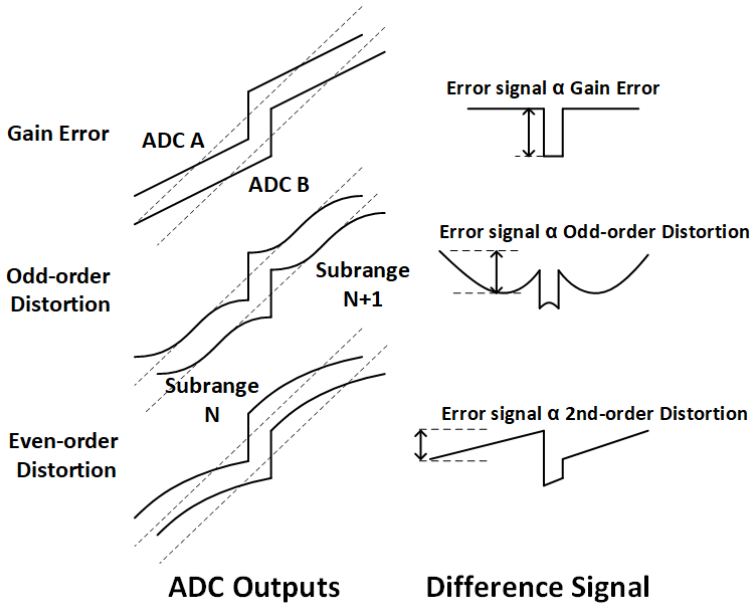 Gain Error
ADC A
ADC B
Error signal α Gain Error
Odd-order
Distortion
Subrange
N+1
Error signal α Odd-order Distortion
Even-order
Distortion
Subrange
N
Error signal α 2nd-order Distortion
ADC Outputs
Difference Signal